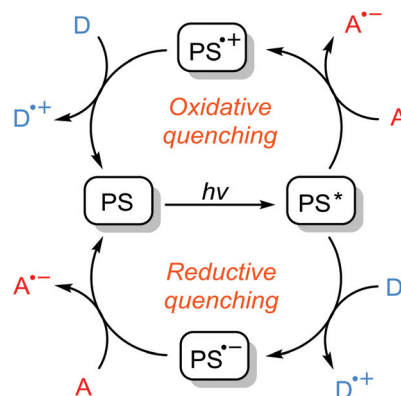 A•−
D
PS•+
D•+
Oxidative
quenching
A
PS
hv
PS*
A•−
Reductive
quenching
D
PS•−
A
D•+